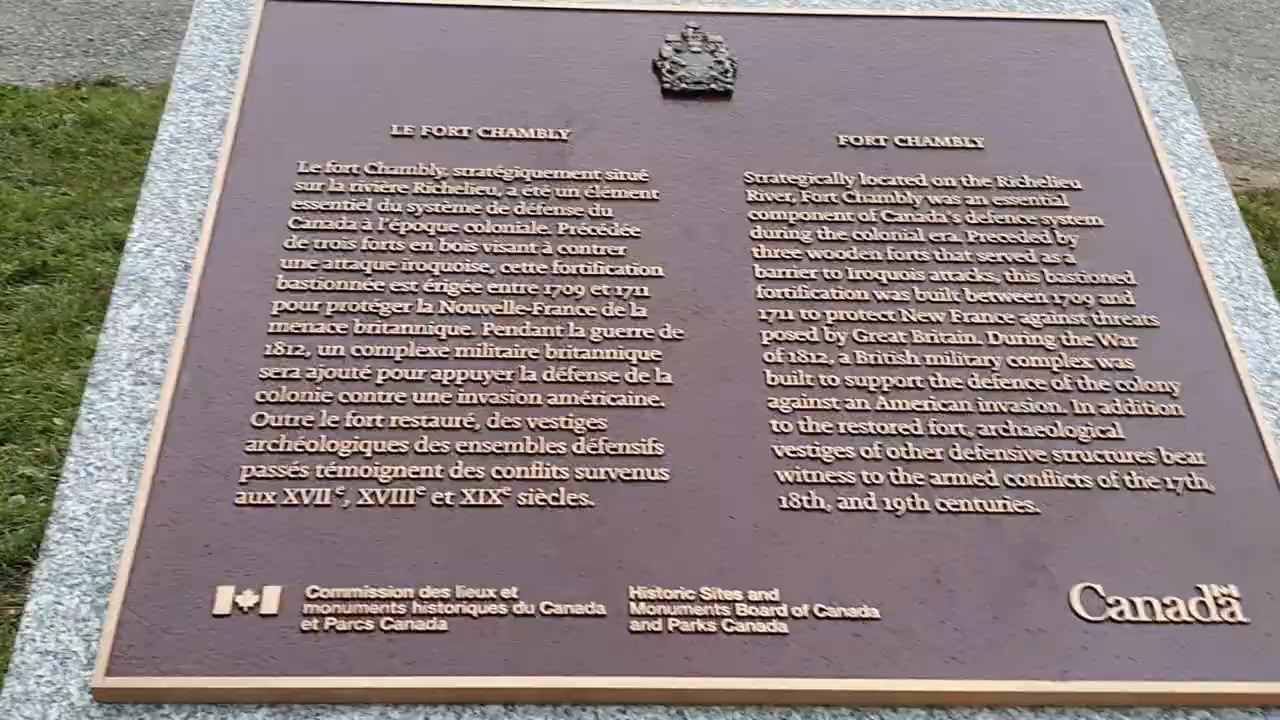 LE FORT CHAMBLY
Le fort Chambly, stratégiquement situé
sur la rivière Richelieu, a été un élément
essentiel du système de défense du
Canada à l'époque coloniale. Précédée
de trois forts en bois visant à contrer
une attaque iroquoise, cette fortification
bastionnée est érigée entre 1709 et 1711
pour protéger la Nouvelle-France de la
menace britannique. Pendant la guerre de
1812, un complexe militaire britannique
sera ajouté pour appuyer la défense de la
colonie contre une invasion américaine.
Outre le fort restauré, des vestiges
archéologiques des ensembles défensifs
passés témoignent des conflits survenus
aux XVIIe, XVIIIe et XIXe siècles.
FORT CHAMBLY
Strategically located on the Richelieu
River, Fort Chambly was an essential
component of Canada's defence system
during the colonial era. Preceded by
three wooden forts that served as a
barrier to Iroquois attacks, this bastioned
fortification was built between 1709 and
1711 to protect New France against threats
posed by Great Britain. During the War
of 1812, a British military complex was
built to support the defence of the colony
against an American invasion. In addition
to the restored fort, archaeological
vestiges of other defensive structures bear
witness to the armed conflicts of the 17th,
18th, and 19th centuries.
Commission des lieux et
monuments historiques du Canada
et Parcs Canada
Historic Sites and
Monuments Board of Canada
and Parks Canada
Canada